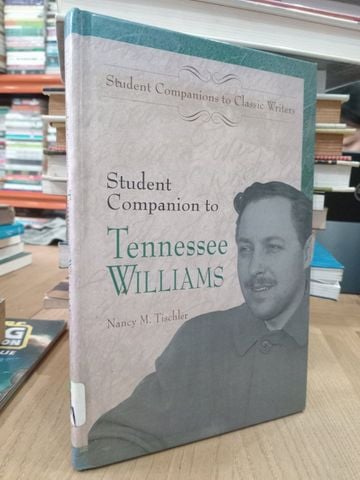 Student Companions to Classic Writers
Student
Companion to
Tennessee
WILLIAMS
Nancy M. Tischler